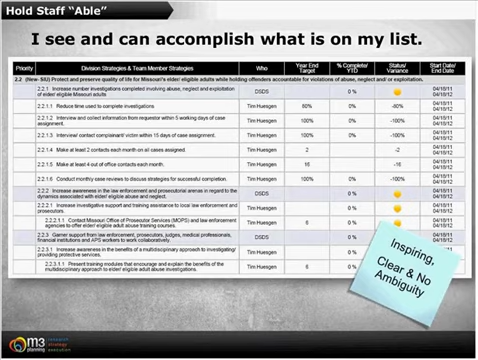 Hold Staff “Able”
I see and can accomplish what is on my list.
Priority Division Strategies & Team Member Strategies Who Year End Target % Complete/ YTD Status/ Variance Start Date/ End Date
2.2 (New- SIU) Protect and preserve quality of life for Missouri's elder/ eligible adults while holding offenders accountable for violations of abuse, neglect and/or exploitation.
2.2.1 Increase number investigations completed involving abuse, neglect and exploitation of eligible Missouri adults DSDS 0 % 04/18/11 04/18/12
2.2.1.1 Reduce time used to complete investigations Tim Huesgen 80% 0 % -80% 04/18/11 04/18/12
2.2.1.2 Interview and collect information from requestor within 5 working days of case assignment. Tim Huesgen 100% 0 % -100% 04/18/11 04/18/12
2.2.1.3 Interview/ contact complainant/ victim within 15 days of case assignment. Tim Huesgen 100% 0 % -100% 04/18/11 04/18/12
2.2.1.4 Make at least 2 contacts each month on all cases assigned. Tim Huesgen 2 -2 04/18/11 04/18/12
2.2.1.5 Make at least 4 out of office contacts each month. Tim Huesgen 16 -16 04/18/11 04/18/12
2.2.1.6 Conduct monthly case reviews to discuss strategies for successful completion. Tim Huesgen 100% 0 % -100% 04/18/11 04/18/12
2.2.2 Increase awareness in the law enforcement and prosecutorial arenas in regard to the dynamics associated with elder/ eligible abuse and neglect. DSDS 0 % 04/18/11 04/18/12
2.2.2.1 Increase investigative support and training assistance to local law enforcement and prosecutors. Tim Huesgen 0 % 04/18/11 04/18/12
2.2.2.1.1 Contact Missouri Office of Prosecutor Services (MOPS) and law enforcement agencies to offer elder/ eligible adult abuse training courses. Tim Huesgen 6 0 % 04/18/11 04/18/12
2.2.3 Garner support from law enforcement, prosecutors, judges, medical professionals, financial institutions and APS workers to work collaboratively. DSDS 0 %
2.2.3.1 Increase awareness in the benefits of a multidisciplinary approach to investigating/ providing protective services. Tim Huesgen 0 %
2.2.3.1.1 Present training modules that encourage and explain the benefits of the multidisciplinary approach to elder/ eligible adult abuse investigations. Tim Huesgen 6 0 %
Inspiring,
Clear & No
Ambiguity
m3
planning
research
strategy
execution